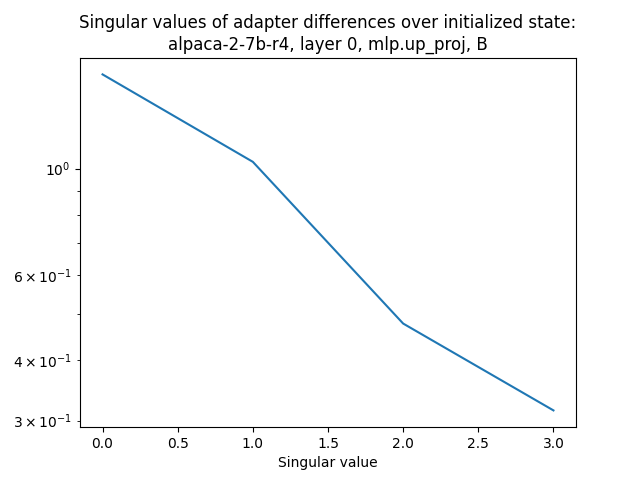 Singular values of adapter differences over initialized state:
alpaca-2-7b-r4, layer 0, mlp.up_proj, B
10⁰
6 × 10⁻¹
4 × 10⁻¹
3 × 10⁻¹
0.0 0.5 1.0 1.5 2.0 2.5 3.0
Singular value